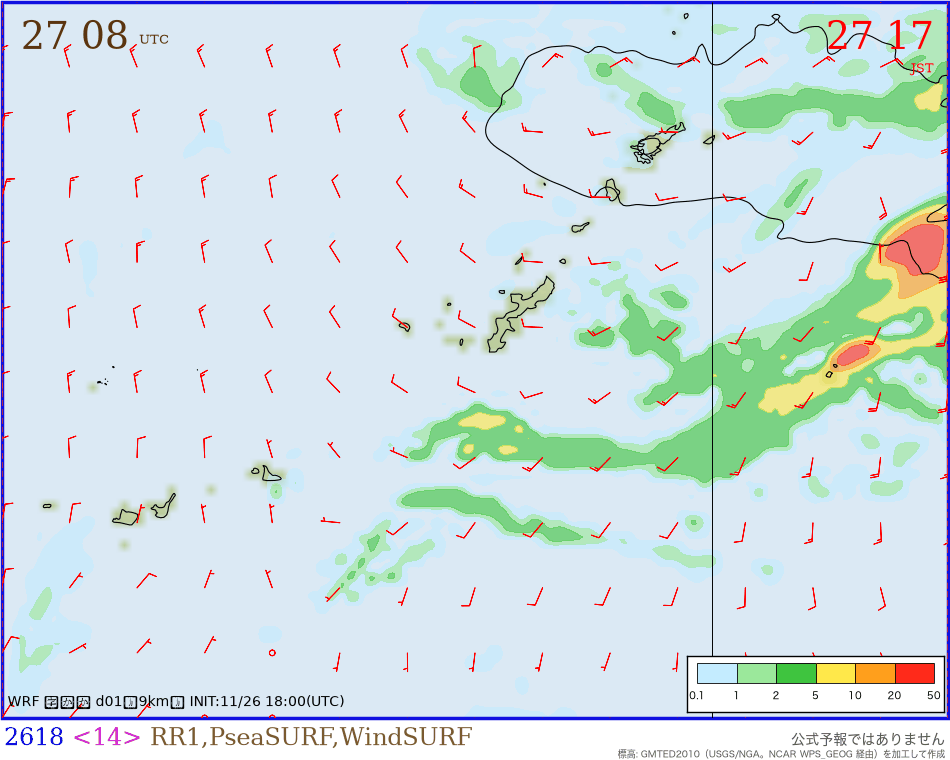 27 08 UTC
27 17
JST
0.1 1 2 5 10 20 50
WRF d01 9km INIT:11/26 18:00(UTC)
2618 <14> RR1,PseaSURF,WindSURF
公式予報ではありません
標高: GMTED2010（USGS/NGA。NCAR WPS_GEOG 経由）を加工して作成